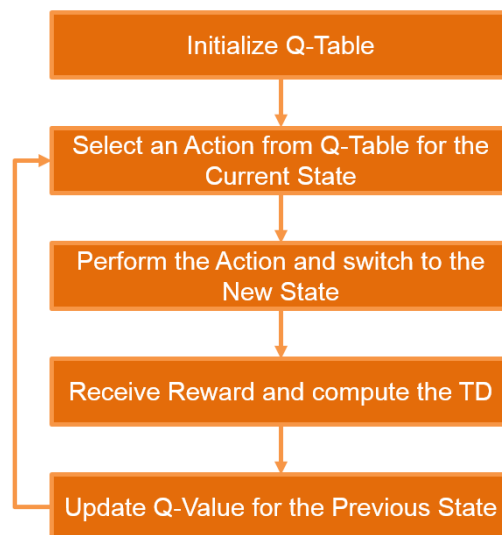 Initialize Q-Table
Select an Action from Q-Table for the
Current State
Perform the Action and switch to the
New State
Receive Reward and compute the TD
Update Q-Value for the Previous State